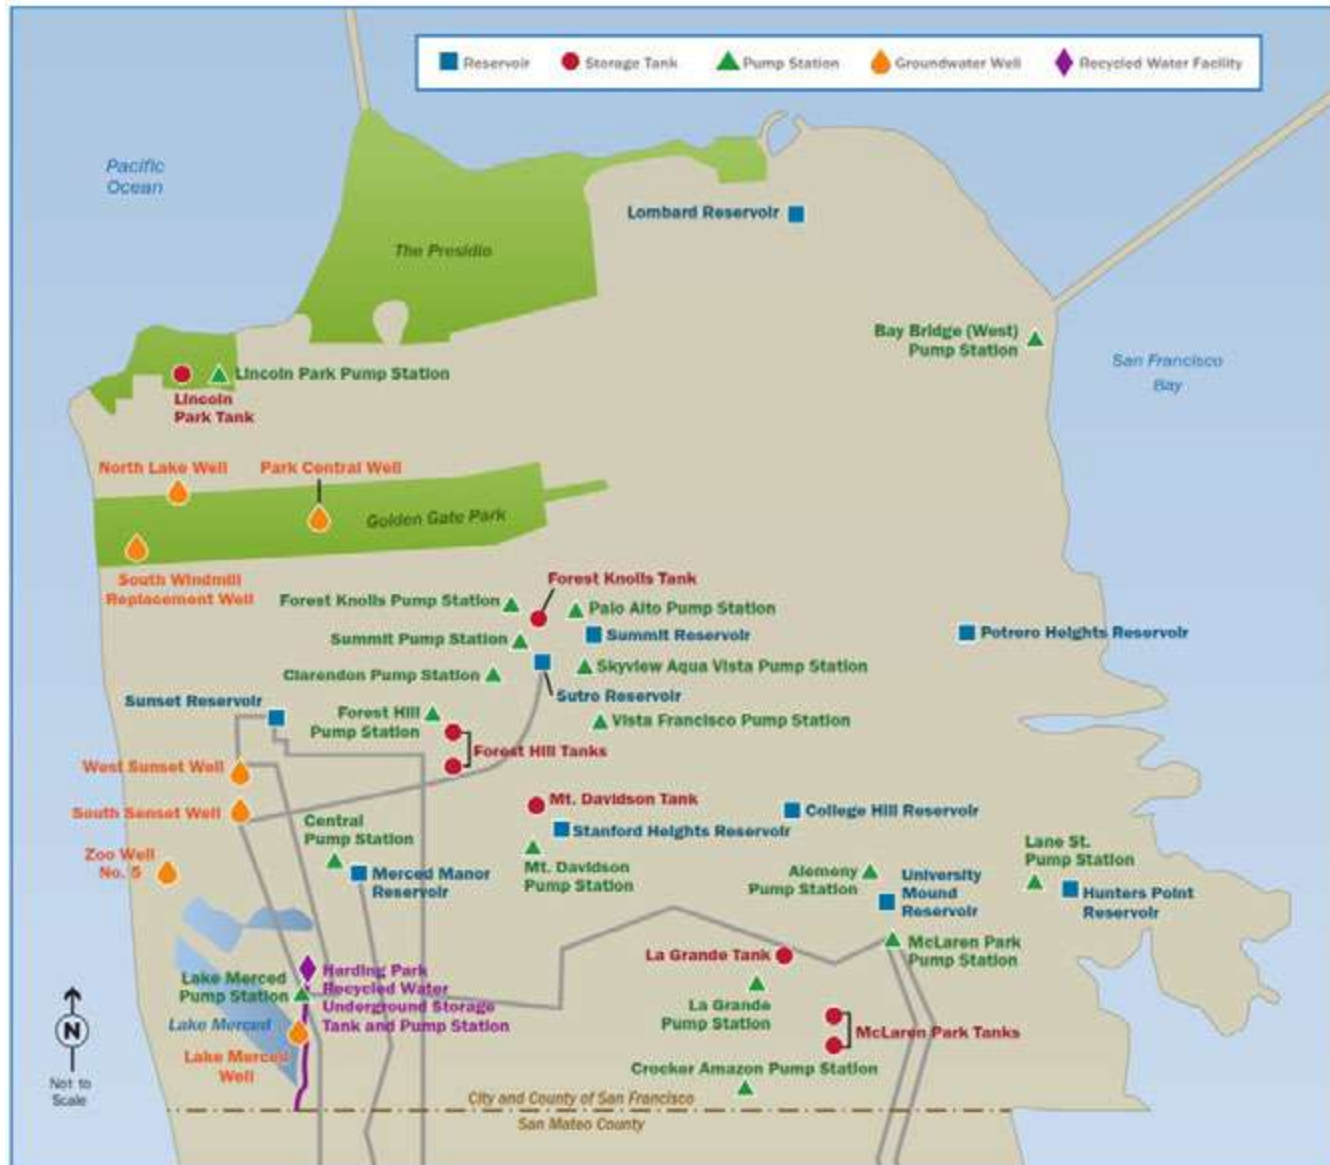 Reservoir
Storage Tank
Pump Station
Groundwater Well
Recycled Water Facility
Pacific
Ocean
Lombard Reservoir
The Presidio
Bay Bridge (West)
Pump Station
San Francisco
Bay
Lincoln Park Pump Station
Lincoln
Park Tank
North Lake Well
Park Central Well
Golden Gate Park
South Windmill
Replacement Well
Forest Knolls Tank
Forest Knolls Pump Station
Palo Alto Pump Station
Summit Pump Station
Summit Reservoir
Potrero Heights Reservoir
Clarendon Pump Station
Skyview Aqua Vista Pump Station
Sutro Reservoir
Sunset Reservoir
Forest Hill
Pump Station
Vista Francisco Pump Station
Forest Hill Tanks
West Sunset Well
South Senset Well
Mt. Davidson Tank
College Hill Reservoir
Central
Pump Station
Stanford Heights Reservoir
Zoo Well
No. 5
Merced Manor
Reservoir
Mt. Davidson
Pump Station
Alemeny
Pump Station
University
Mound
Reservoir
Lane St.
Pump Station
Hunters Point
Reservoir
McLaren Park
Pump Station
La Grande Tank
Lake Merced
Pump Station
Harding Park
Recycled Water
Underground Storage
Tank and Pump Station
La Grande
Pump Station
Lake Merced
Lake Merced
Well
McLaren Park Tanks
Crocker Amazon Pump Station
N
Not to
Scale
City and County of San Francisco
San Mateo County